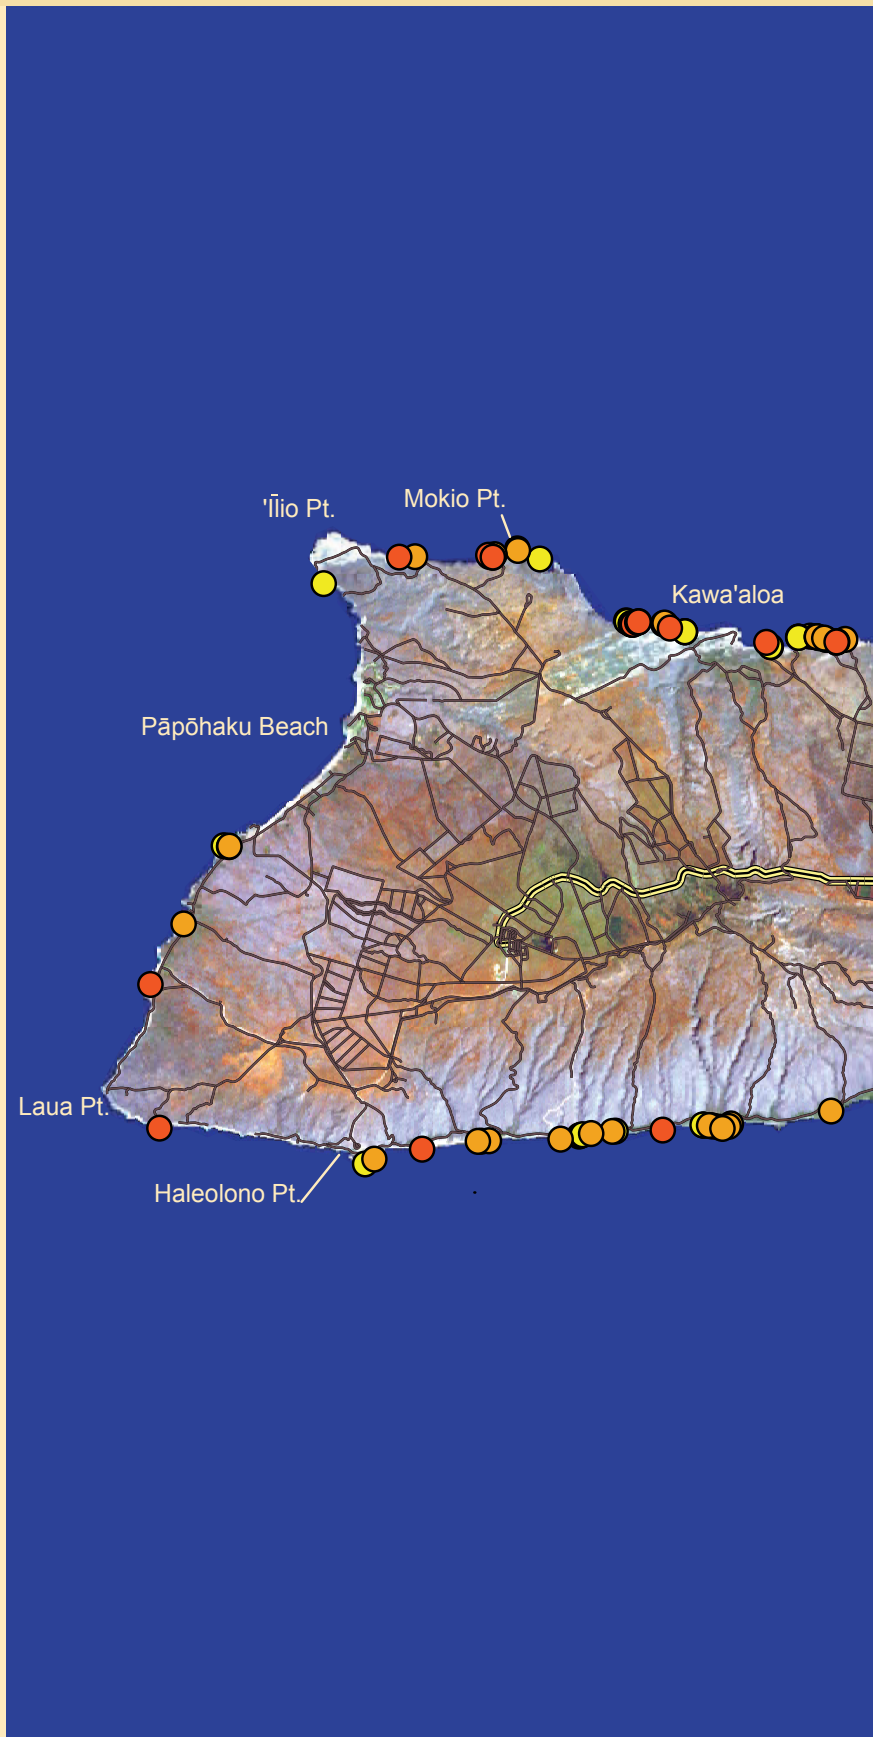 'Īlio Pt.
Mokio Pt.
Kawa'aloa
Pāpōhaku Beach
Laua Pt.
Haleolono Pt.